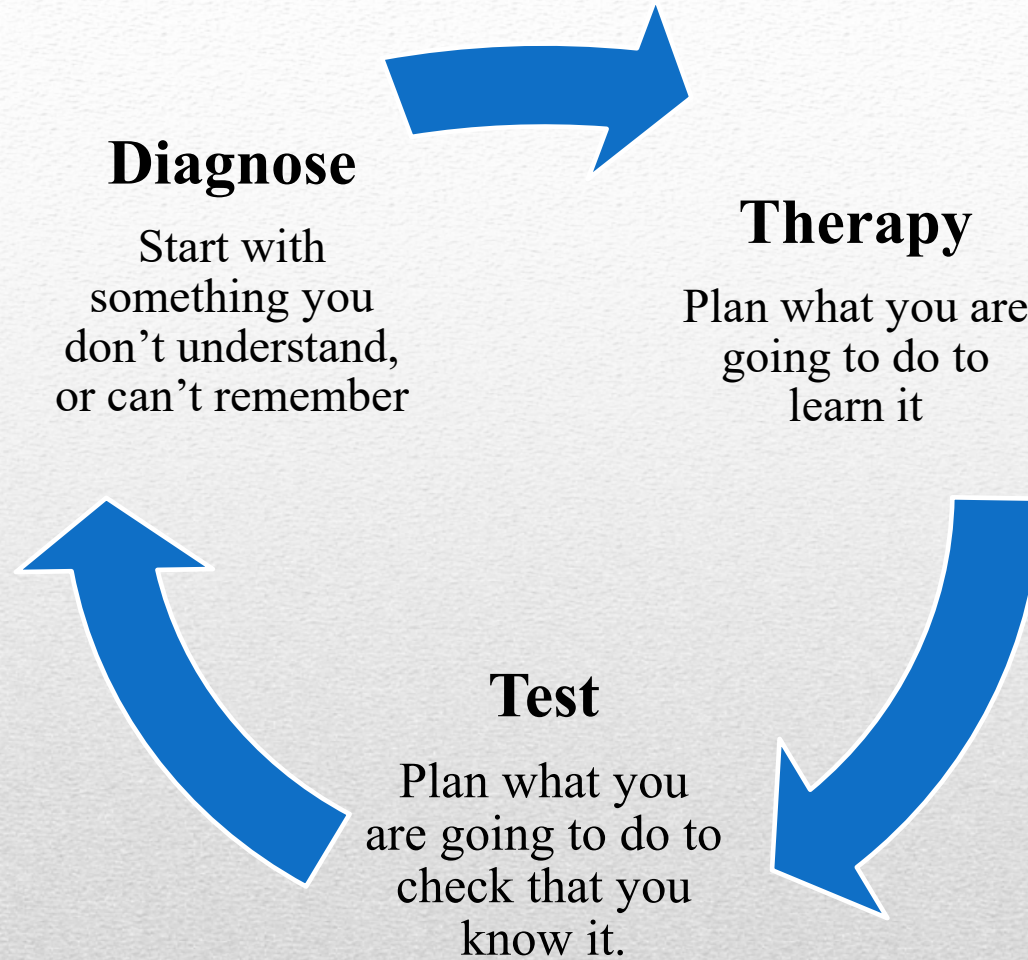 Diagnose
Start with
something you
don’t understand,
or can’t remember
Therapy
Plan what you are
going to do to
learn it
Test
Plan what you
are going to do to
check that you
know it.